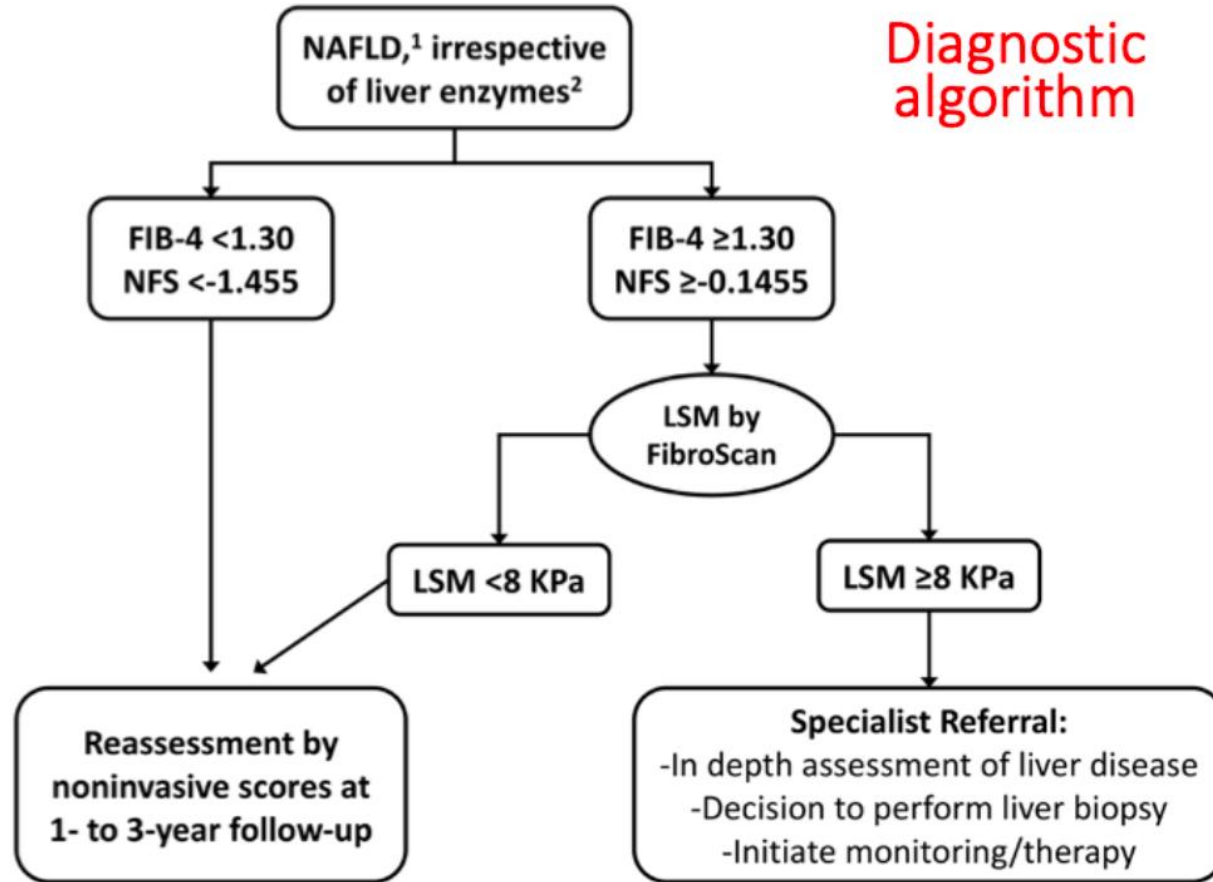 Diagnostic
algorithm
NAFLD,¹ irrespective
of liver enzymes²
FIB-4 <1.30
NFS <-1.455
FIB-4 ≥1.30
NFS ≥-0.1455
LSM by
FibroScan
LSM <8 KPa
LSM ≥8 KPa
Reassessment by
noninvasive scores at
1- to 3-year follow-up
Specialist Referral:
-In depth assessment of liver disease
-Decision to perform liver biopsy
-Initiate monitoring/therapy